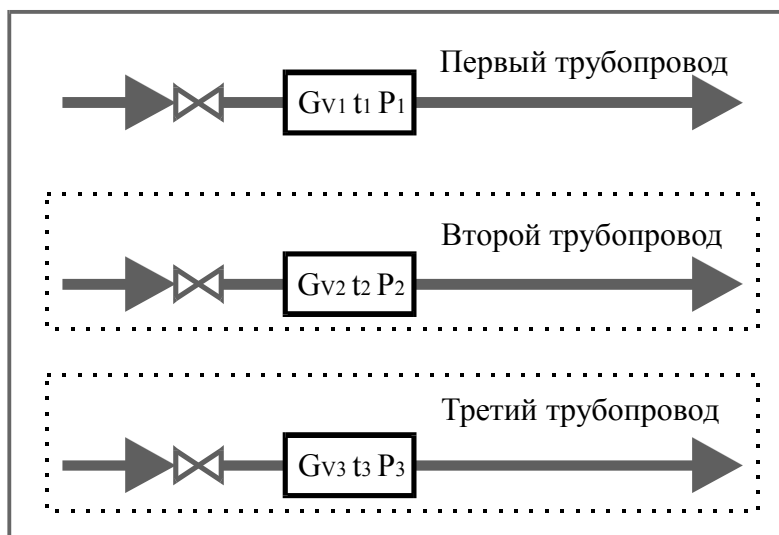 Первый трубопровод
GV1 t1 P1
Второй трубопровод
GV2 t2 P2
Третий трубопровод
GV3 t3 P3